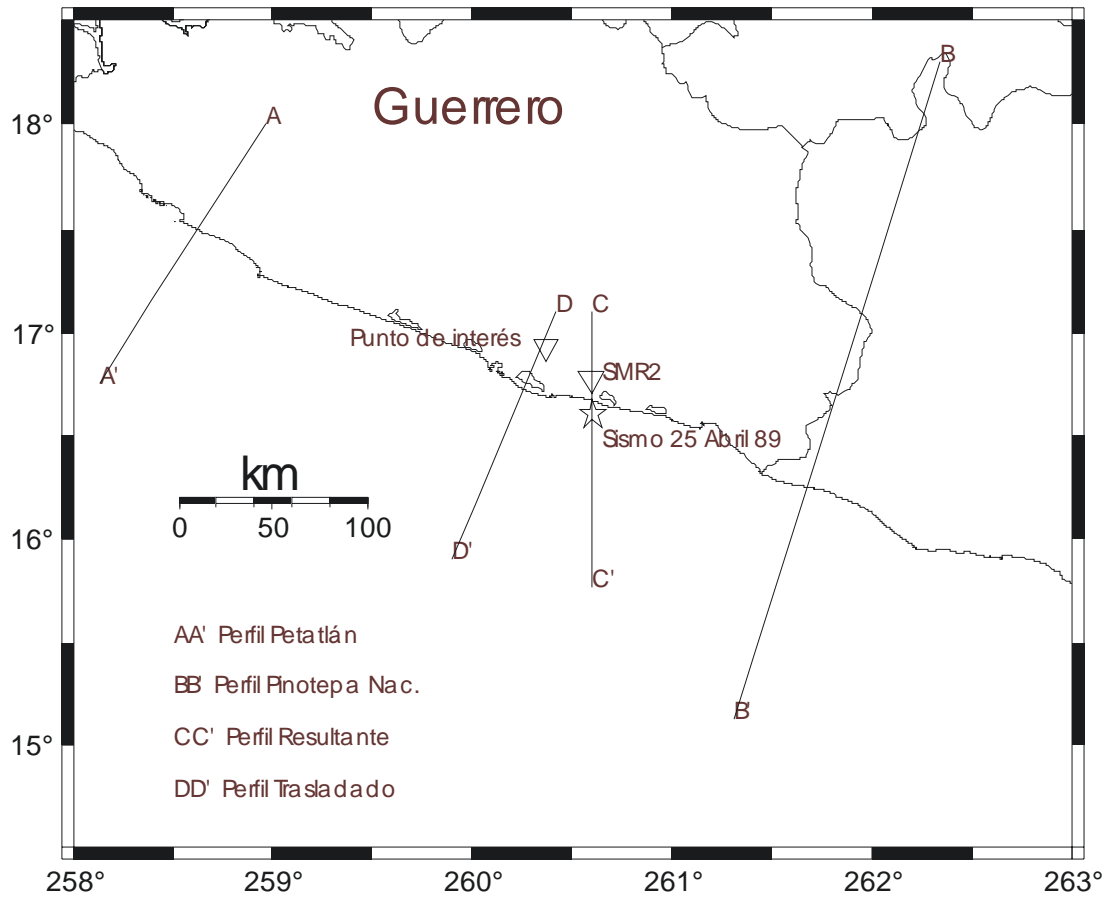 B
A
Guerrero
18°
D C
17°
Punto de interés
SMR2
A'
Sismo 25 Abril 89
km
0 50 100
16°
D'
C'
AA' Perfil Petatlán
BB' Perfil Pinotepa Nac.
B'
CC' Perfil Resultante
15°
DD' Perfil Trasladado
258° 259° 260° 261° 262° 263°